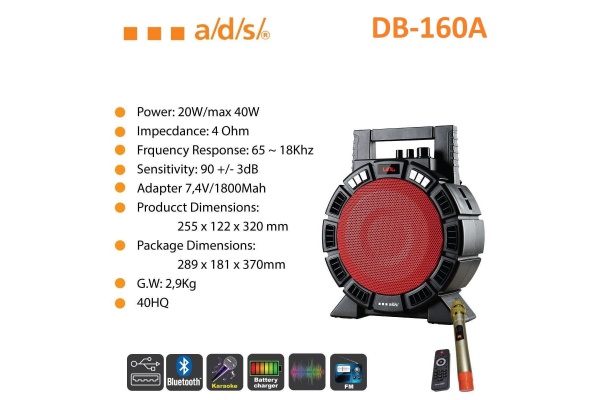 a/d/s/®
DB-160A
Power: 20W/max 40W
Impecdance: 4 Ohm
Frquency Response: 65 ~ 18Khz
Sensitivity: 90 +/- 3dB
Adapter 7,4V/1800Mah
Producct Dimensions:
255 x 122 x 320 mm
Package Dimensions:
289 x 181 x 370mm
G.W: 2,9Kg
40HQ
a/d/s/
Bluetooth
Karaoke
Battery
charger
FM